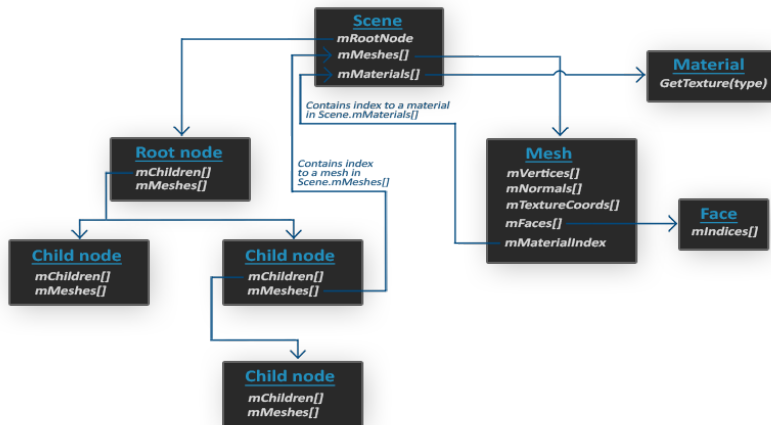 Scene
mRootNode
mMeshes[]
mMaterials[]
Material
GetTexture(type)
Contains index to a material
in Scene.mMaterials[]
Root node
mChildren[]
mMeshes[]
Contains index
to a mesh in
Scene.mMeshes[]
Mesh
mVertices[]
mNormals[]
mTextureCoords[]
mFaces[]
mMaterialIndex
Face
mIndices[]
Child node
mChildren[]
mMeshes[]
Child node
mChildren[]
mMeshes[]
Child node
mChildren[]
mMeshes[]